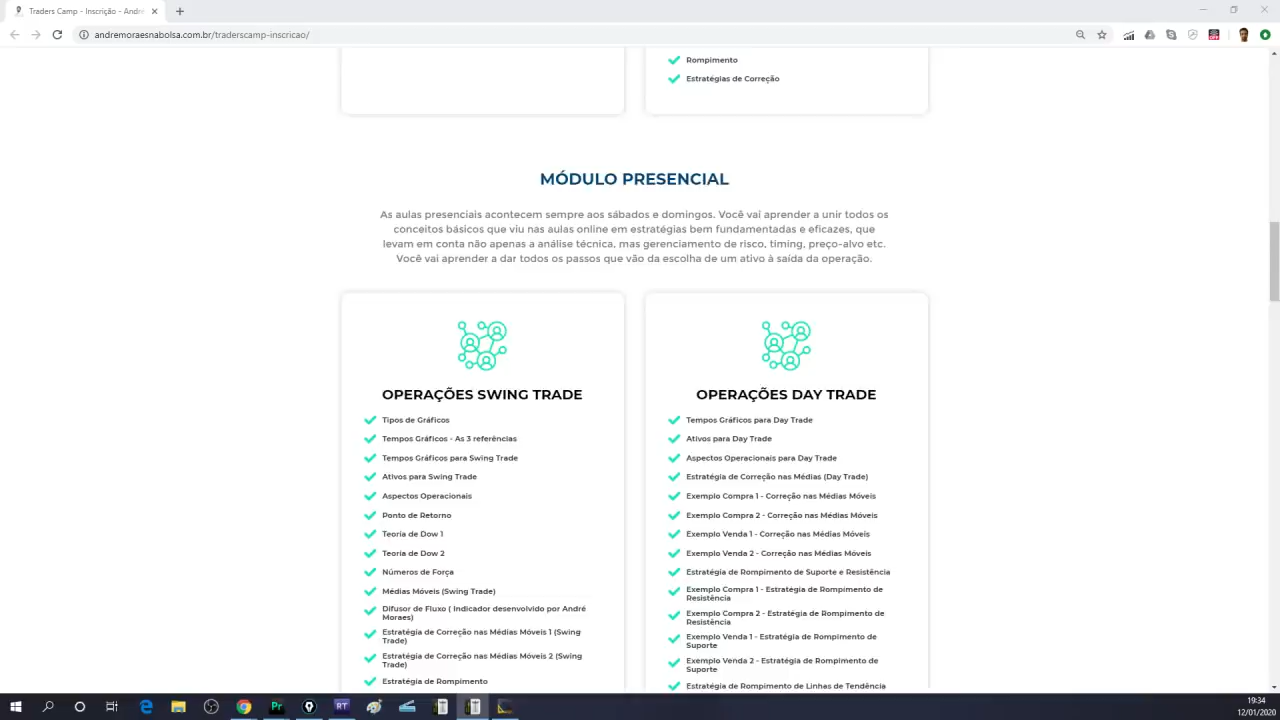 Traders Camp - Inscrição - André
andremoraesnabolsa.com.br/traderscamp-inscricao/
Rompimento
Estratégias de Correção
MÓDULO PRESENCIAL
As aulas presenciais acontecem sempre aos sábados e domingos. Você vai aprender a unir todos os
conceitos básicos que viu nas aulas online em estratégias bem fundamentadas e eficazes, que
levam em conta não apenas a análise técnica, mas gerenciamento de risco, timing, preço-alvo etc.
Você vai aprender a dar todos os passos que vão da escolha de um ativo à saída da operação.
OPERAÇÕES SWING TRADE
Tipos de Gráficos
Tempos Gráficos - As 3 referências
Tempos Gráficos para Swing Trade
Ativos para Swing Trade
Aspectos Operacionais
Ponto de Retorno
Teoria de Dow 1
Teoria de Dow 2
Números de Força
Médias Móveis (Swing Trade)
Difusor de Fluxo ( Indicador desenvolvido por André
Moraes)
Estratégia de Correção nas Médias Móveis 1 (Swing
Trade)
Estratégia de Correção nas Médias Móveis 2 (Swing
Trade)
Estratégia de Rompimento
OPERAÇÕES DAY TRADE
Tempos Gráficos para Day Trade
Ativos para Day Trade
Aspectos Operacionais para Day Trade
Estratégia de Correção nas Médias (Day Trade)
Exemplo Compra 1 - Correção nas Médias Móveis
Exemplo Compra 2 - Correção nas Médias Móveis
Exemplo Venda 1 - Correção nas Médias Móveis
Exemplo Venda 2 - Correção nas Médias Móveis
Estratégia de Rompimento de Suporte e Resistência
Exemplo Compra 1 - Estratégia de Rompimento de
Resistência
Exemplo Compra 2 - Estratégia de Rompimento de
Resistência
Exemplo Venda 1 - Estratégia de Rompimento de
Suporte
Exemplo Venda 2 - Estratégia de Rompimento de
Suporte
Estratégia de Rompimento de Linhas de Tendência
Pr
RT
19:34
12/01/2020